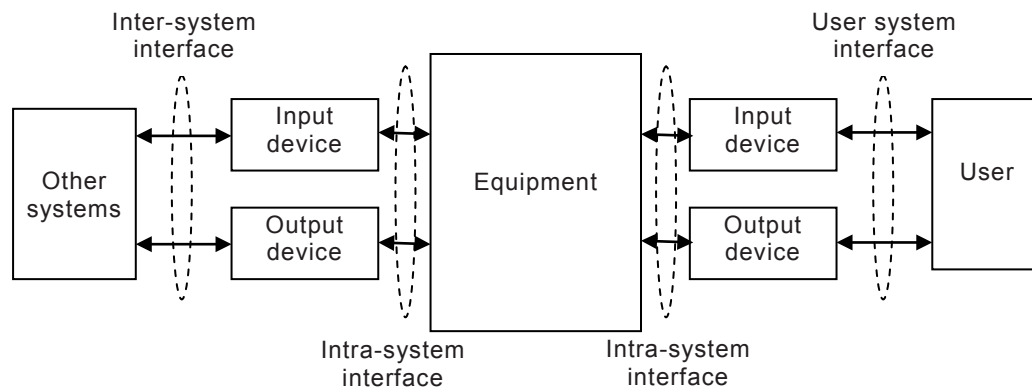 Inter-system
interface
User system
interface
Other
systems
Input
device
Output
device
Equipment
Input
device
Output
device
User
Intra-system
interface
Intra-system
interface